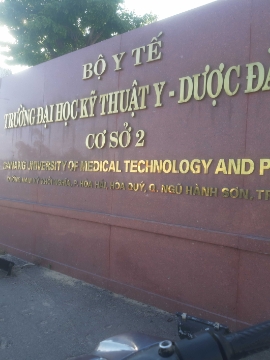 BỘ Y TẾ
TRƯỜNG ĐẠI HỌC KỸ THUẬT Y - DƯỢC ĐÀ
CƠ SỞ 2
DANANG UNIVERSITY OF MEDICAL TECHNOLOGY AND P
HÒA QUÝ, Q. NGŨ HÀNH SƠN, TP